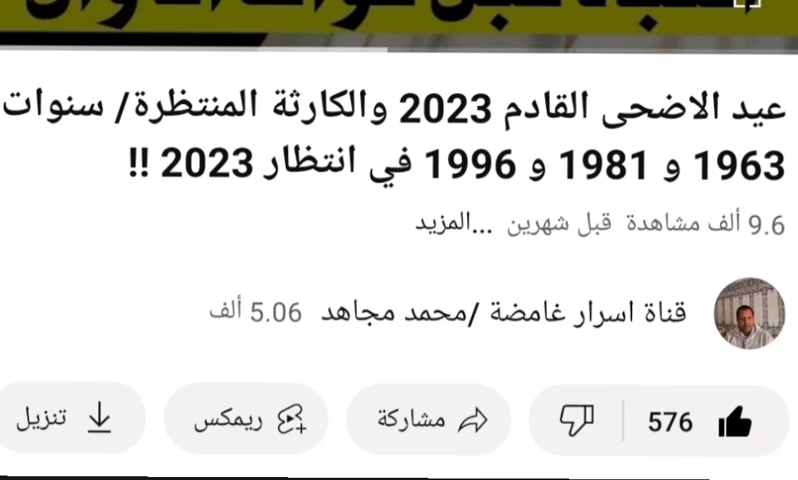 عيد الاضحى القادم 2023 والكارثة المنتظرة/ سنوات
1963 و 1981 و 1996 في انتظار 2023 !!
9.6 ألف مشاهدة قبل شهرين ...المزيد
قناة اسرار غامضة /محمد مجاهد 5.06 ألف
576 مشاركة ريمكس تنزيل